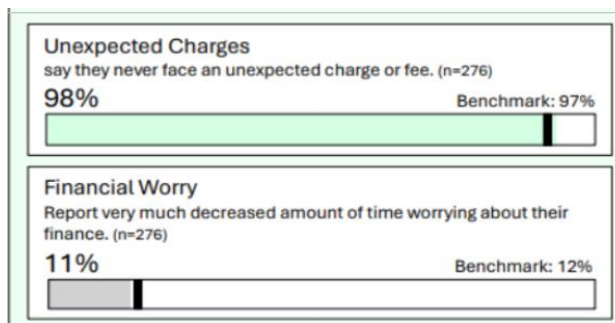 Unexpected Charges
say they never face an unexpected charge or fee. (n=276)
98%
Benchmark: 97%
Financial Worry
Report very much decreased amount of time worrying about their
finance. (n=276)
11%
Benchmark: 12%